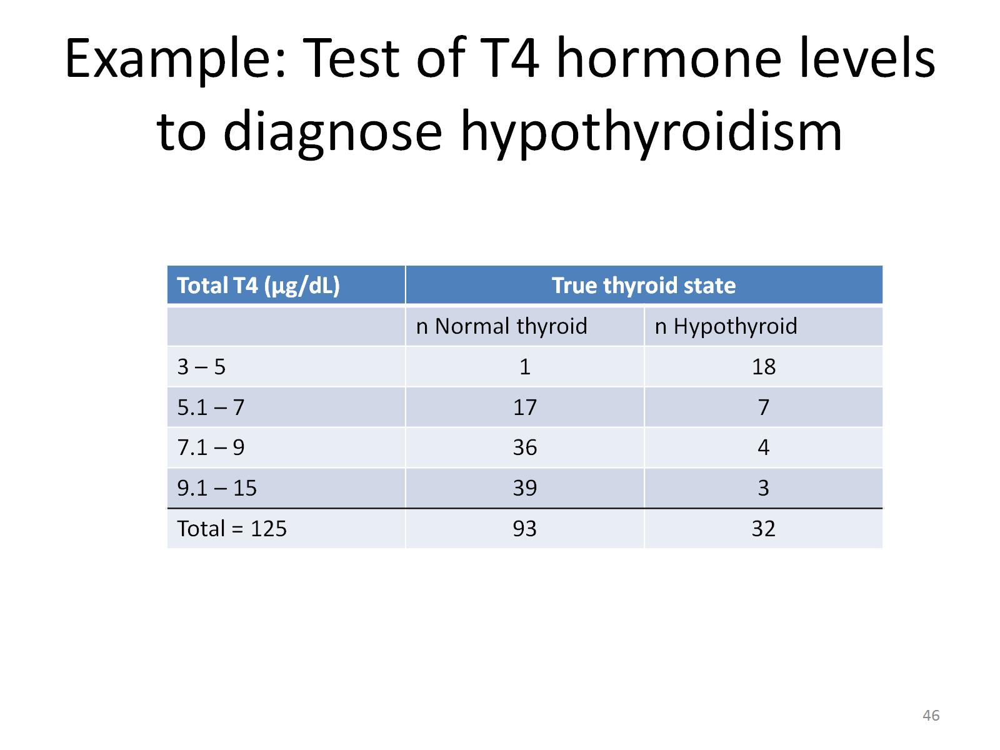 Example: Test of T4 hormone levels
to diagnose hypothyroidism
Total T4 (µg/dL) True thyroid state
n Normal thyroid n Hypothyroid
3 – 5 1 18
5.1 – 7 17 7
7.1 – 9 36 4
9.1 – 15 39 3
Total = 125 93 32
46